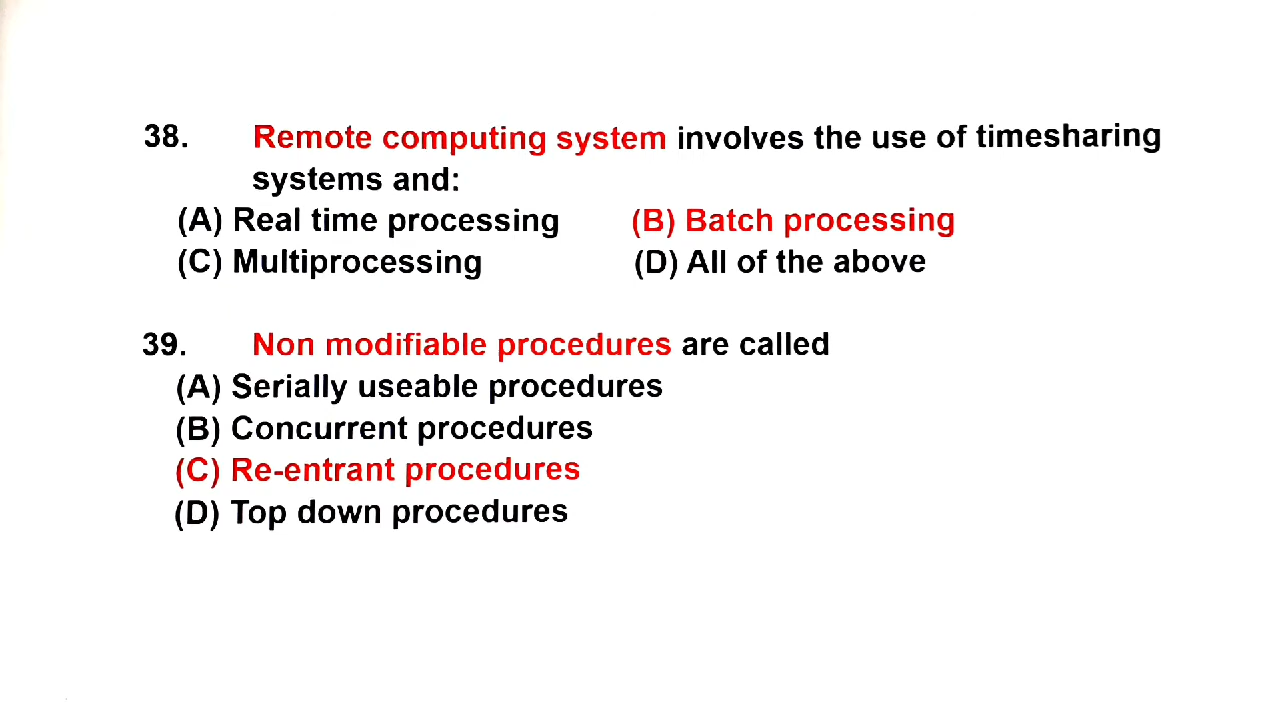 38. Remote computing system involves the use of timesharing
systems and:
(A) Real time processing (B) Batch processing
(C) Multiprocessing (D) All of the above
39. Non modifiable procedures are called
(A) Serially useable procedures
(B) Concurrent procedures
(C) Re-entrant procedures
(D) Top down procedures